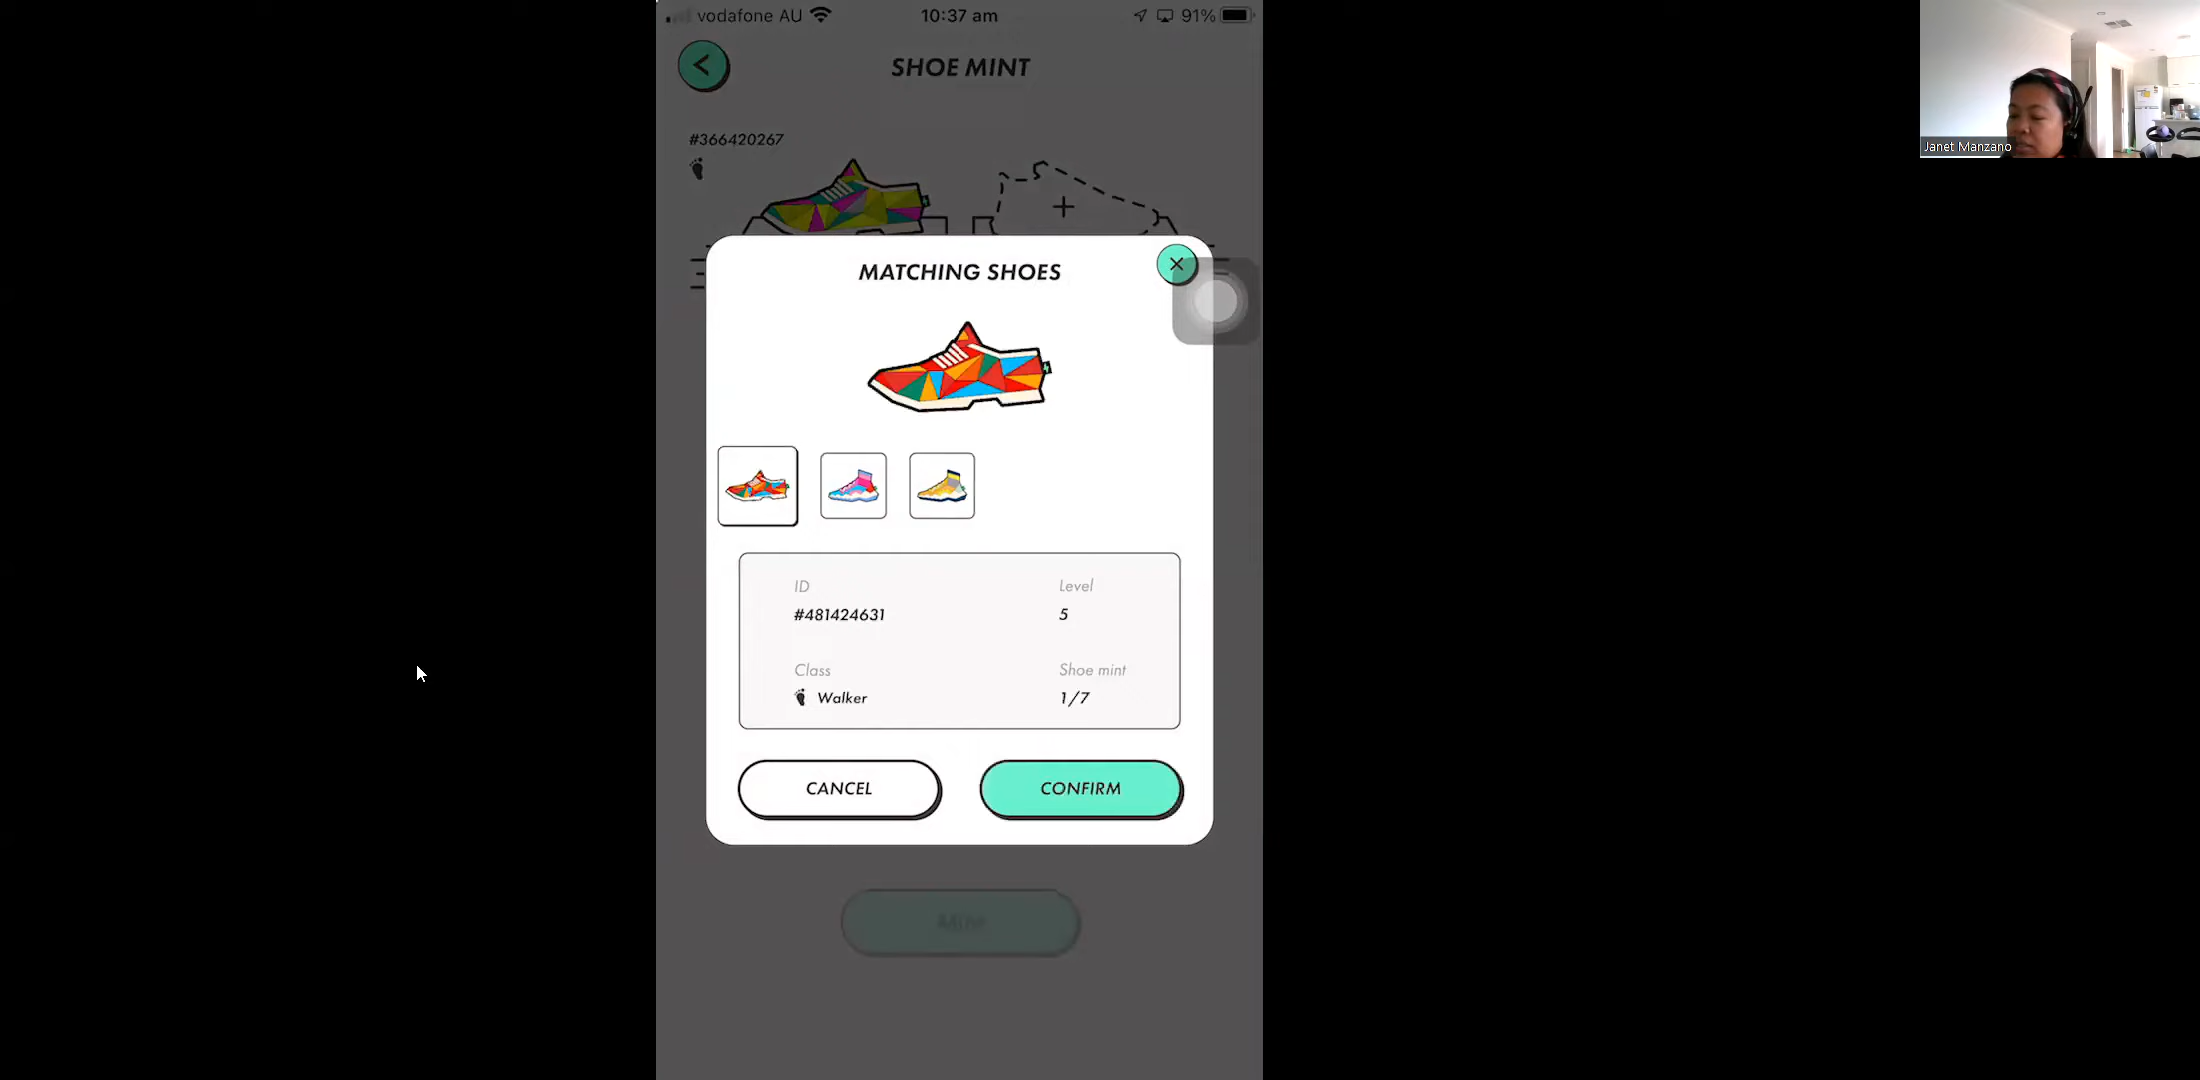 vodafone AU 10:37 am 91%
SHOE MINT
#366420267
MATCHING SHOES
ID
#481424631
Level
5
Class
Walker
Shoe mint
1/7
CANCEL
CONFIRM
Mint
Janet Manzano